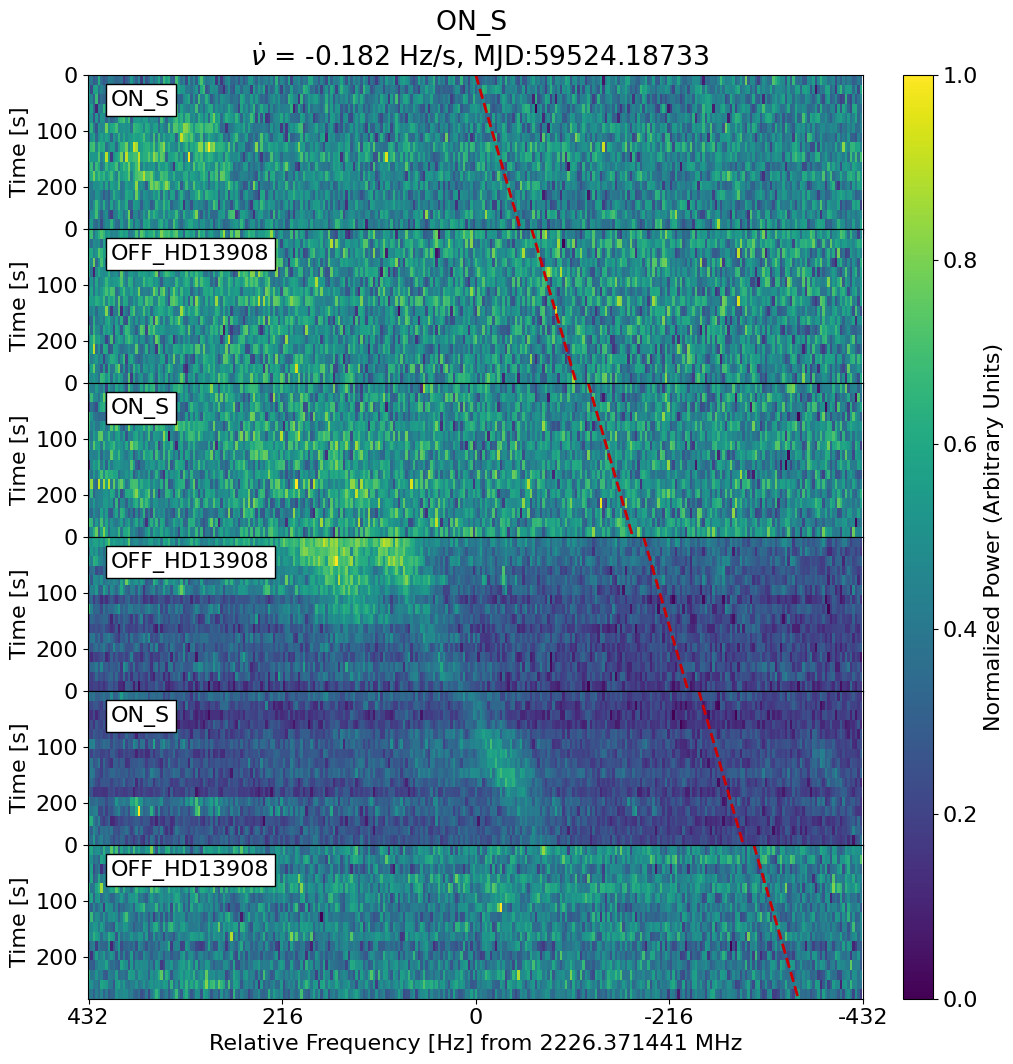 ON_S
ν̇ = -0.182 Hz/s, MJD:59524.18733
0
ON_S
100
Time [s]
200
0
OFF_HD13908
100
Time [s]
200
0
ON_S
100
Time [s]
200
0
OFF_HD13908
100
Time [s]
200
0
ON_S
100
Time [s]
200
0
OFF_HD13908
100
Time [s]
200
432 216 0 -216 -432
Relative Frequency [Hz] from 2226.371441 MHz
1.0
0.8
0.6
0.4
0.2
0.0
Normalized Power (Arbitrary Units)